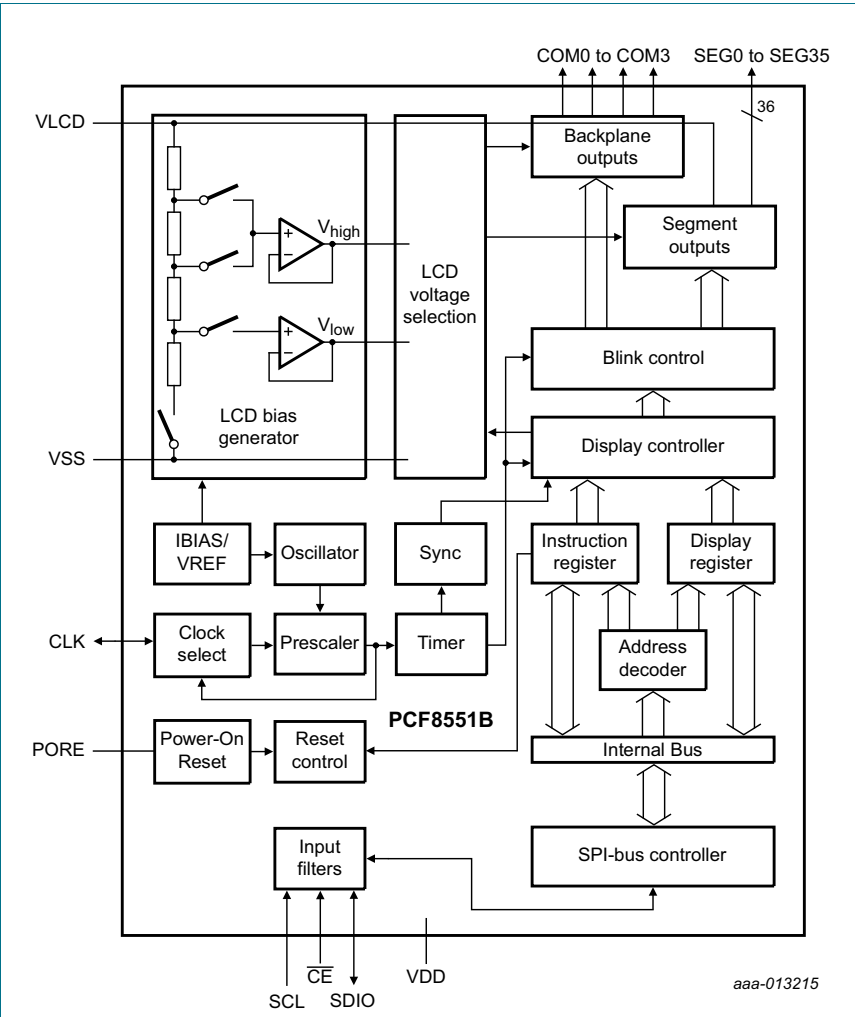 COM0 to COM3
SEG0 to SEG35
36
VLCD
Backplane
outputs
Segment
outputs
Vhigh
LCD
voltage
selection
Vlow
Blink control
LCD bias
generator
Display controller
VSS
IBIAS/
VREF
Oscillator
Sync
Instruction
register
Display
register
CLK
Clock
select
Prescaler
Timer
Address
decoder
PCF8551B
PORE
Power-On
Reset
Reset
control
Internal Bus
Input
filters
SPI-bus controller
SCL
CE
SDIO
VDD
aaa-013215
+
−
+
−